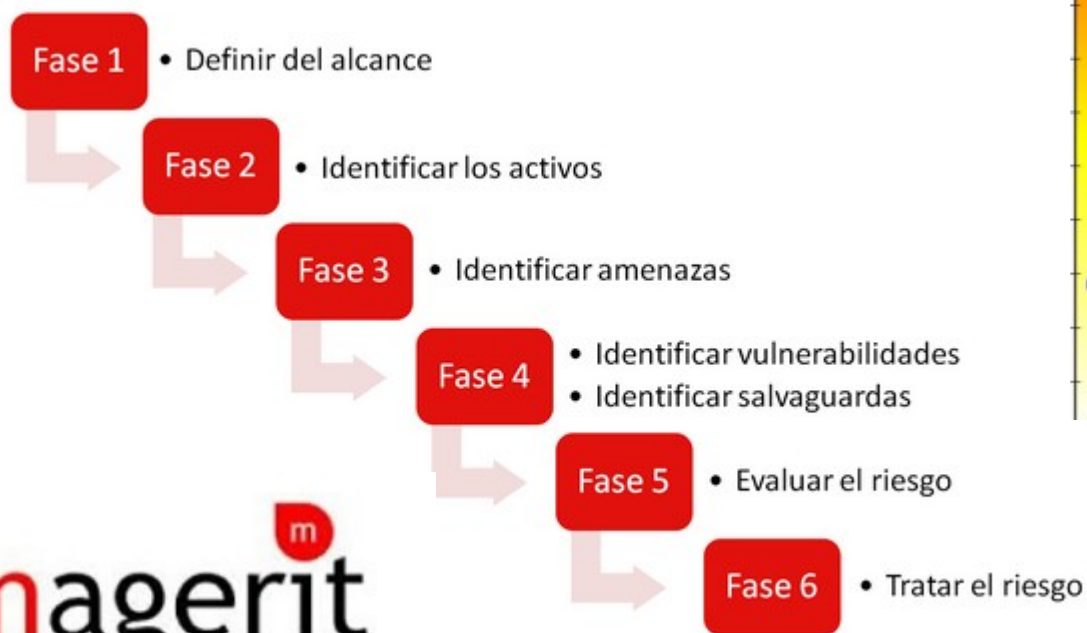 Fase 1
• Definir del alcance
Fase 2
• Identificar los activos
Fase 3
• Identificar amenazas
Fase 4
• Identificar vulnerabilidades
• Identificar salvaguardas
Fase 5
• Evaluar el riesgo
Fase 6
• Tratar el riesgo
m
magerit